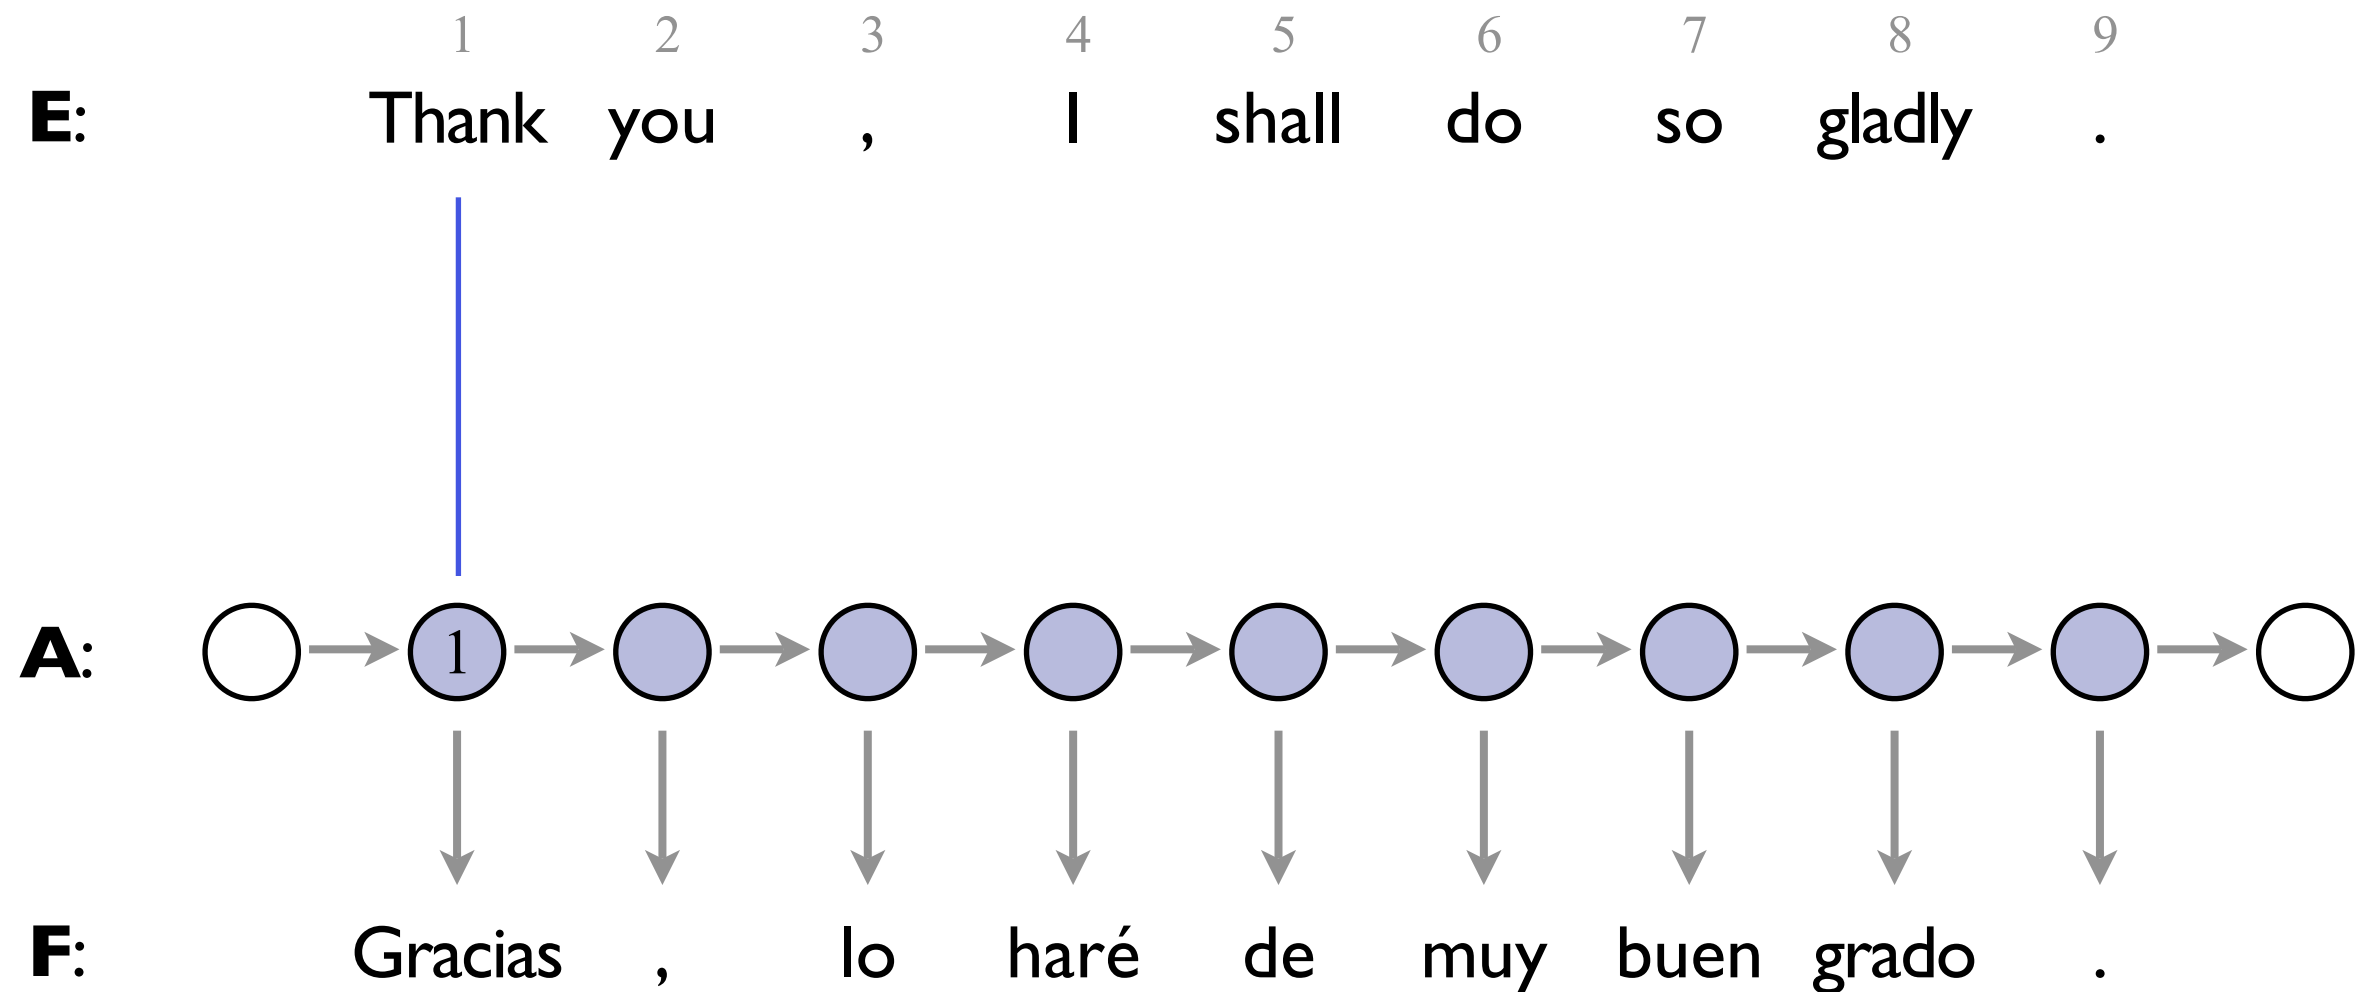 1 2 3 4 5 6 7 8 9
E: Thank you , I shall do so gladly .
A: 1
F: Gracias , lo haré de muy buen grado .